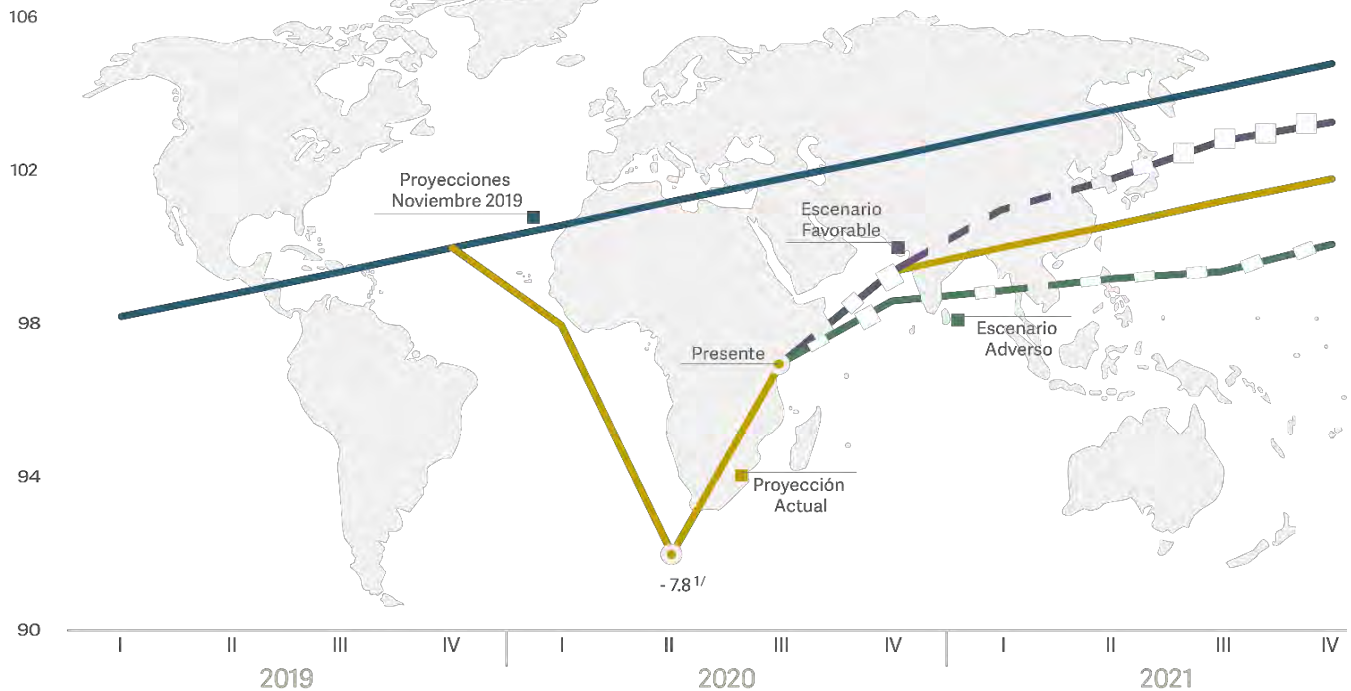 106
102
98
94
90
Proyecciones
Noviembre 2019
Escenario
Favorable
Presente
Escenario
Adverso
Proyección
Actual
- 7.8 1/
I II III IV I II III IV I II III IV
2019 2020 2021